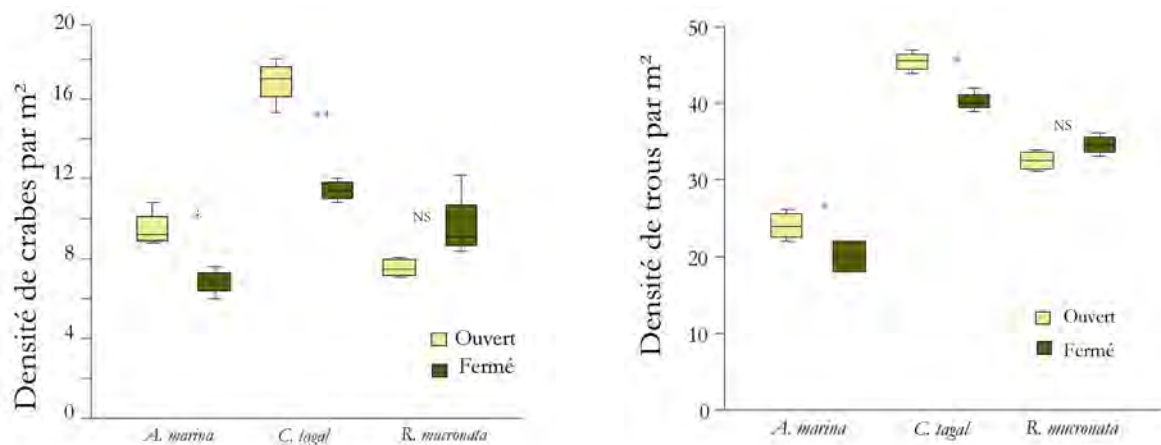 Densité de crabes par m²
20
16
12
8
4
0
*
**
NS
Ouvert
Fermé
A. marina C. tagal R. mucronata
Densité de trous par m²
50
40
30
20
10
0
*
*
NS
Ouvert
Fermé
A. marina C. tagal R. mucronata